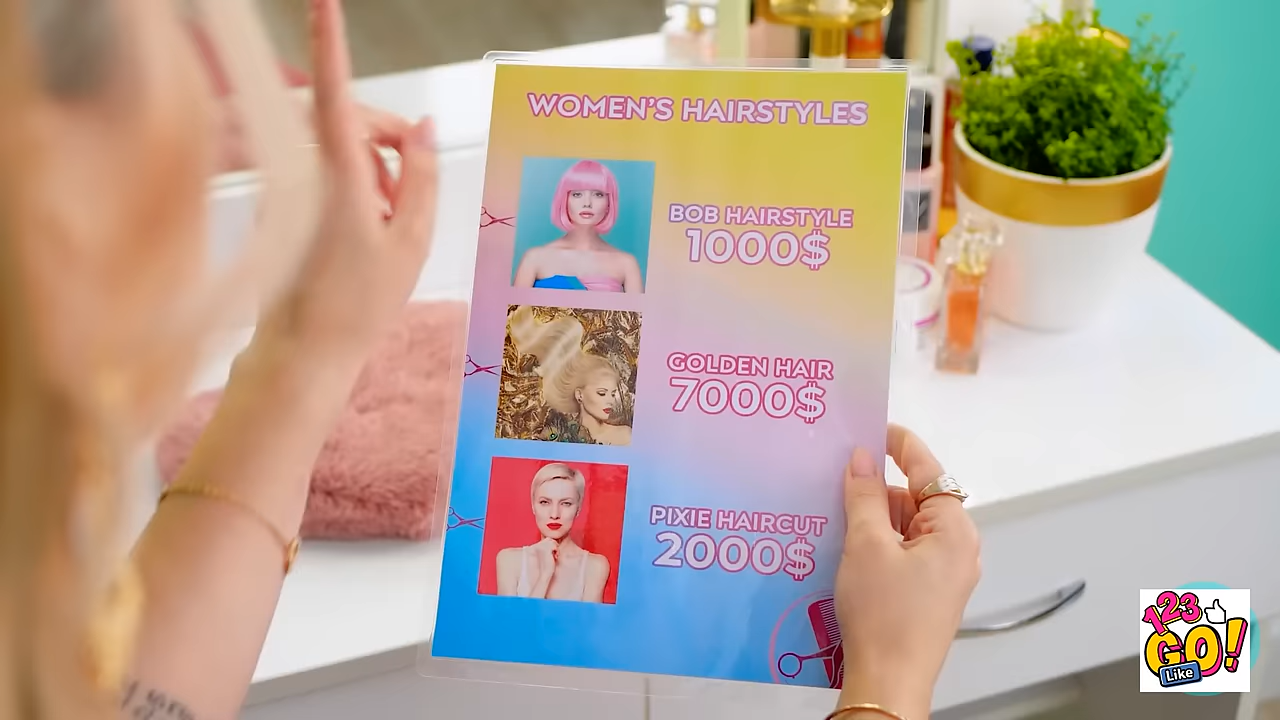 WOMEN'S HAIRSTYLES
BOB HAIRSTYLE
1000$
GOLDEN HAIR
7000$
PIXIE HAIRCUT
2000$
123
GO!
Like